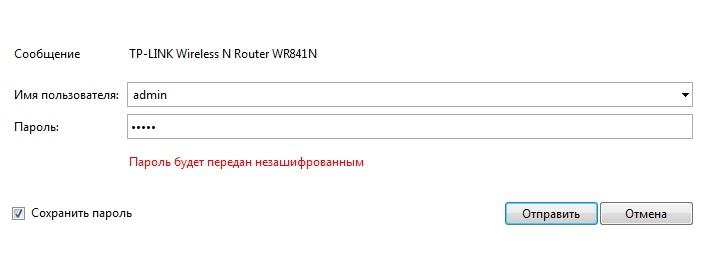 Сообщение TP-LINK Wireless N Router WR841N
Имя пользователя: admin
Пароль: •••••
Пароль будет передан незашифрованным
Сохранить пароль Отправить Отмена